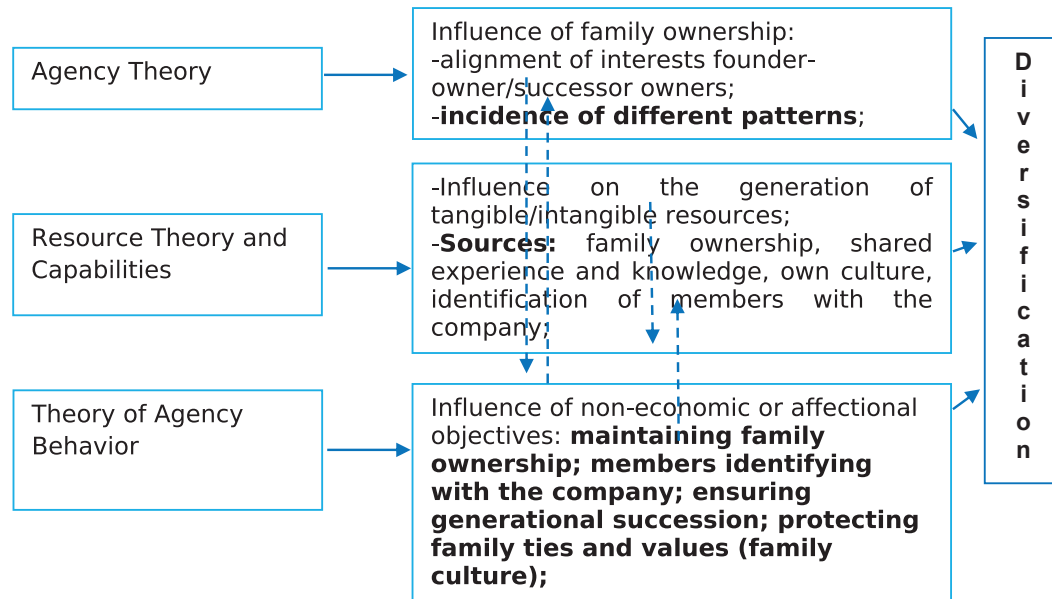 Agency Theory
Influence of family ownership:
-alignment of interests founder-
owner/successor owners;
-incidence of different patterns;
Resource Theory and
Capabilities
-Influence on the generation of
tangible/intangible resources;
-Sources: family ownership, shared
experience and knowledge, own culture,
identification of members with the
company;
Theory of Agency
Behavior
Influence of non-economic or affectional
objectives: maintaining family
ownership; members identifying
with the company; ensuring
generational succession; protecting
family ties and values (family
culture);
Diversification